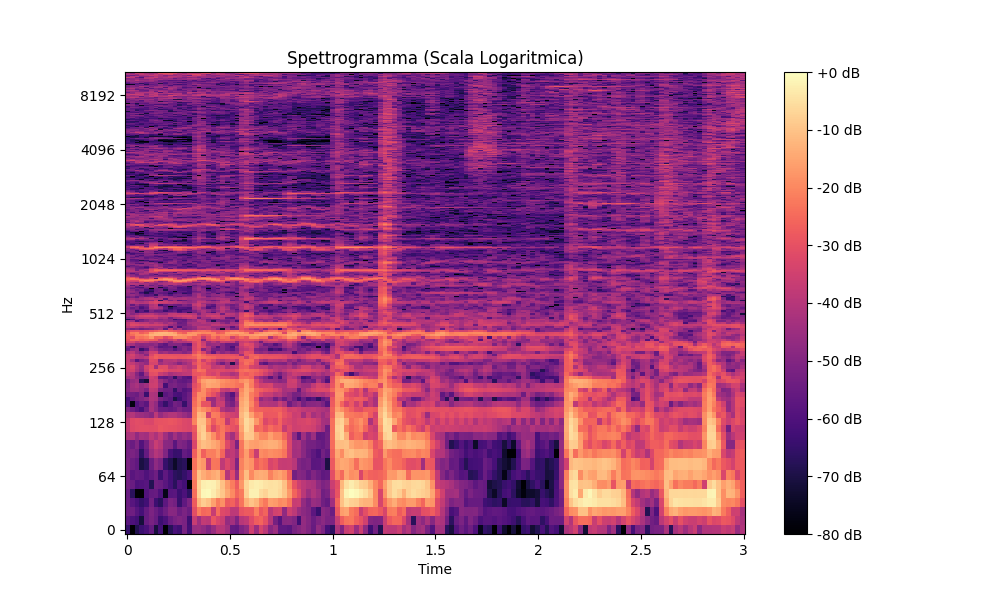 Spettrogramma (Scala Logaritmica)
8192
4096
2048
1024
512
256
128
64
0
Hz
0
0.5
1
1.5
2
2.5
3
Time
+0 dB
-10 dB
-20 dB
-30 dB
-40 dB
-50 dB
-60 dB
-70 dB
-80 dB